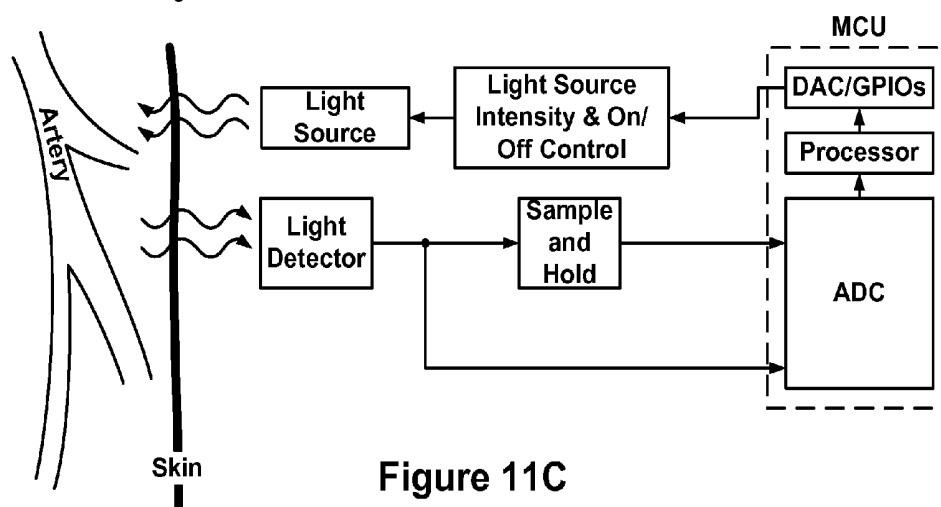 MCU
Artery
Light
Source
Light Source
Intensity & On/
Off Control
DAC/GPIOs
Processor
Light
Detector
Sample
and
Hold
ADC
Skin
Figure 11C